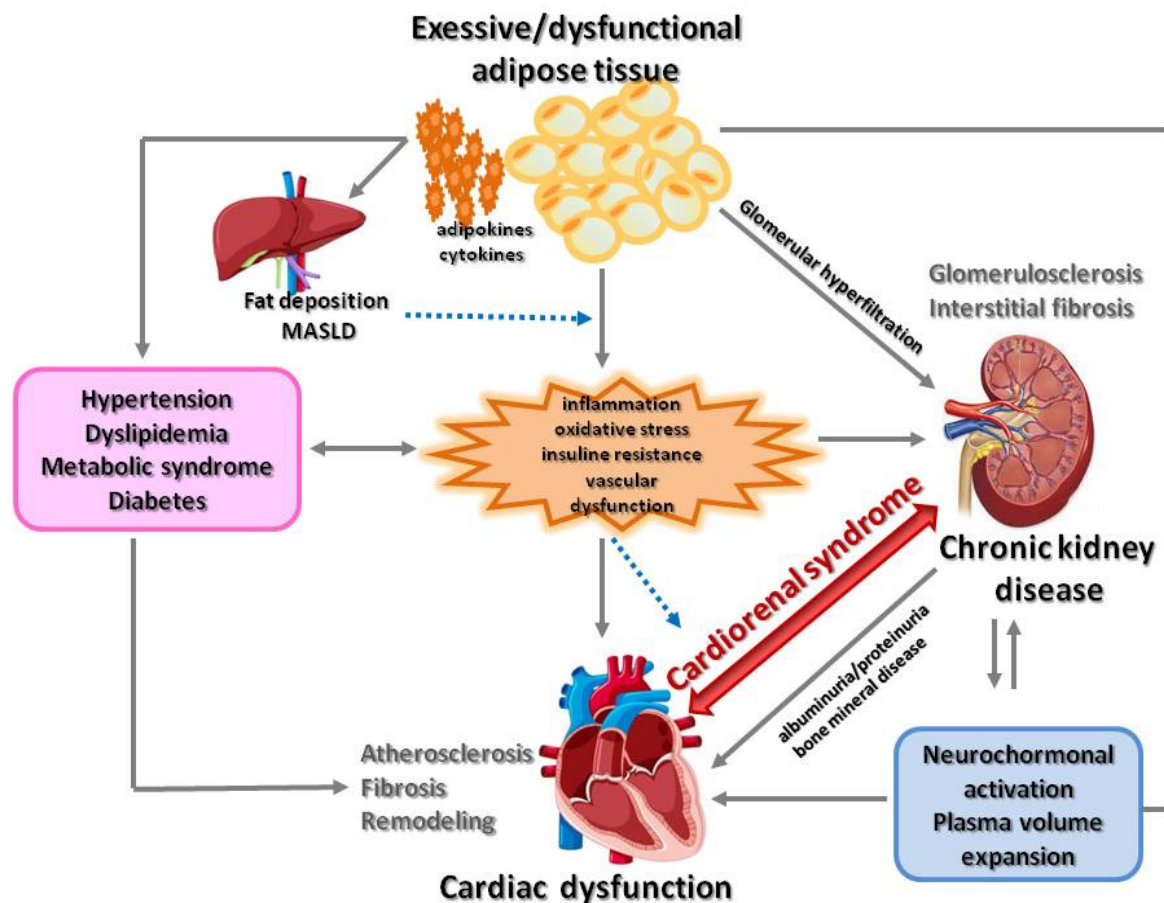 Exessive/dysfunctional
adipose tissue
adipokines
cytokines
Fat deposition
MASLD
Glomerular hyperfiltration
Glomerulosclerosis
Interstitial fibrosis
Hypertension
Dyslipidemia
Metabolic syndrome
Diabetes
inflammation
oxidative stress
insuline resistance
vascular
dysfunction
Chronic kidney
disease
Cardiorenal syndrome
albuminuria/proteinuria
bone mineral disease
Atherosclerosis
Fibrosis
Remodeling
Neurochormonal
activation
Plasma volume
expansion
Cardiac dysfunction